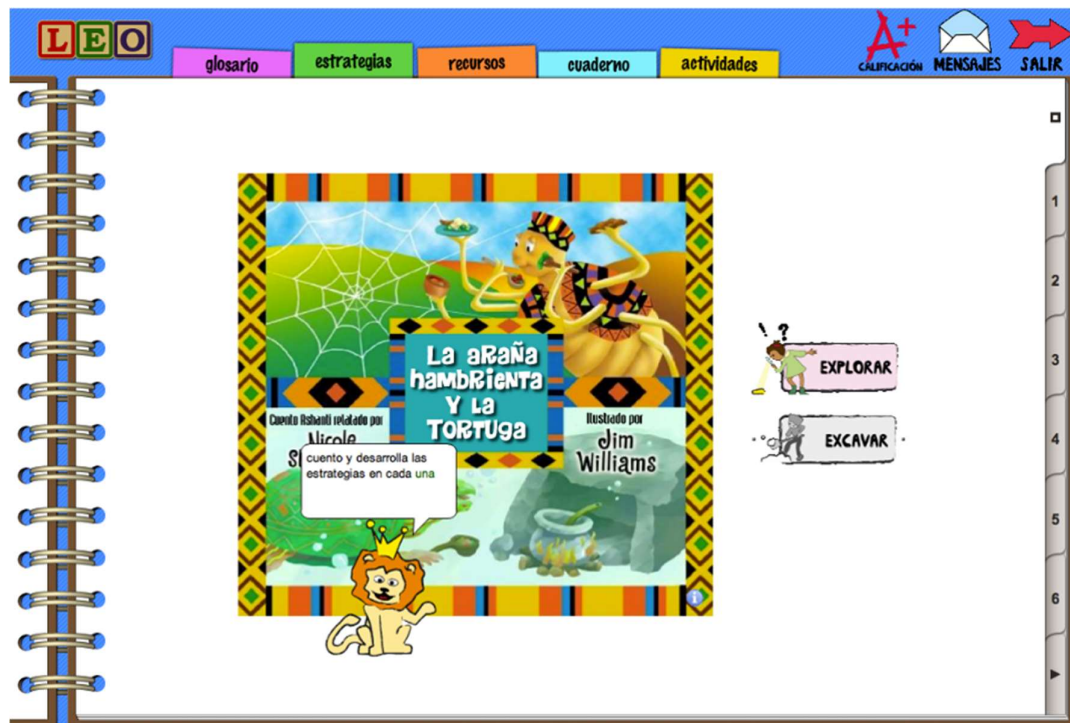 LEO
glosario
estrategias
recursos
cuaderno
actividades
A+
CALIFICACIÓN
MENSAJES
SALIR
La araña
hambrienta
y la
Tortuga
Cuento Ashanti relatado por
Nicole
Ilustrado por
Jim
Williams
cuento y desarrolla las
estrategias en cada una
! ?
EXPLORAR
EXCAVAR
1
2
3
4
5
6
i